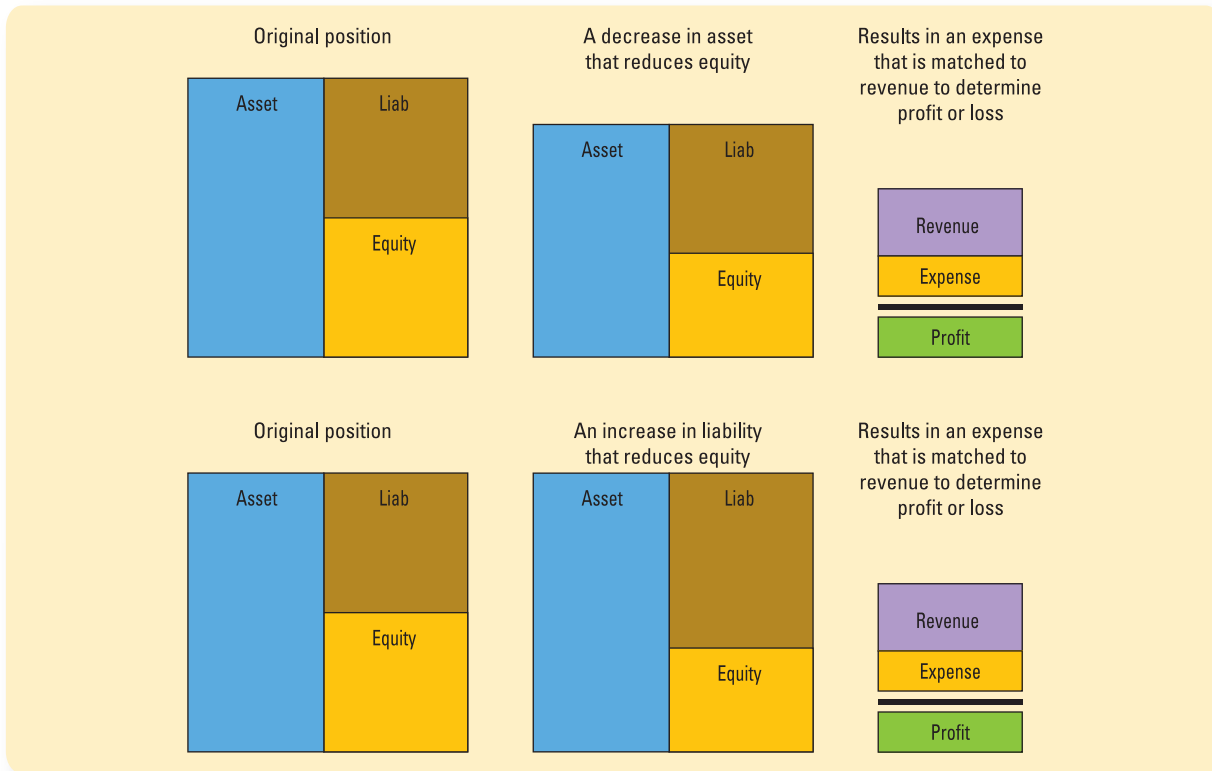 Original position
A decrease in asset
that reduces equity
Results in an expense
that is matched to
revenue to determine
profit or loss
Asset
Liab
Equity
Asset
Liab
Equity
Revenue
Expense
Profit
Original position
An increase in liability
that reduces equity
Results in an expense
that is matched to
revenue to determine
profit or loss
Asset
Liab
Equity
Asset
Liab
Equity
Revenue
Expense
Profit